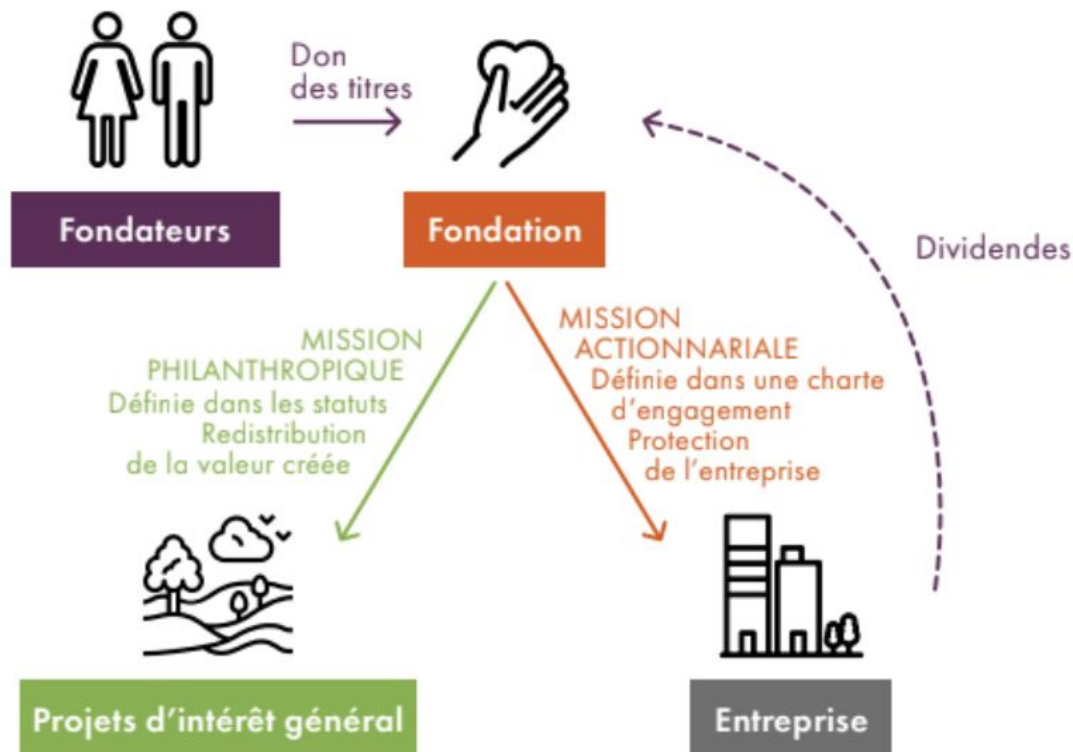 Don
des titres
Fondateurs
Fondation
Dividendes
MISSION
PHILANTHROPIQUE
Définie dans les statuts
Redistribution
de la valeur créée
MISSION
ACTIONNARIALE
Définie dans une charte
d'engagement
Protection
de l'entreprise
Projets d'intérêt général
Entreprise